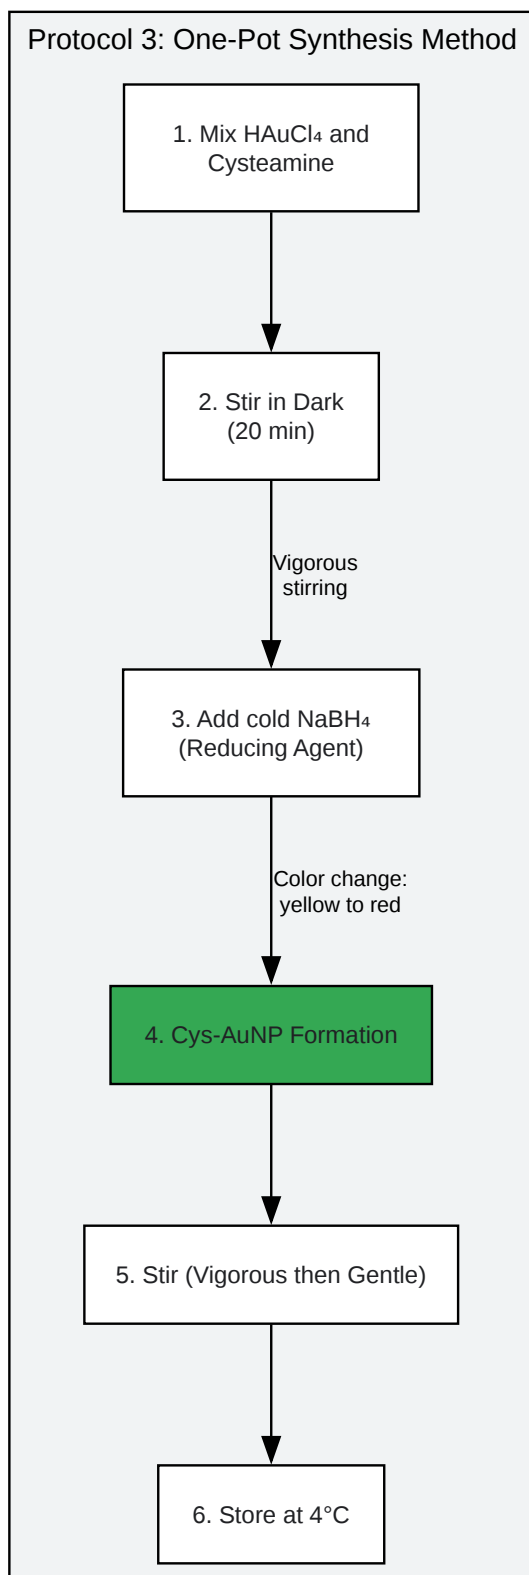 Protocol 3: One-Pot Synthesis Method
1. Mix HAuCl₄ and
Cysteamine
2. Stir in Dark
(20 min)
Vigorous
stirring
3. Add cold NaBH₄
(Reducing Agent)
Color change:
yellow to red
4. Cys-AuNP Formation
5. Stir (Vigorous then Gentle)
6. Store at 4°C